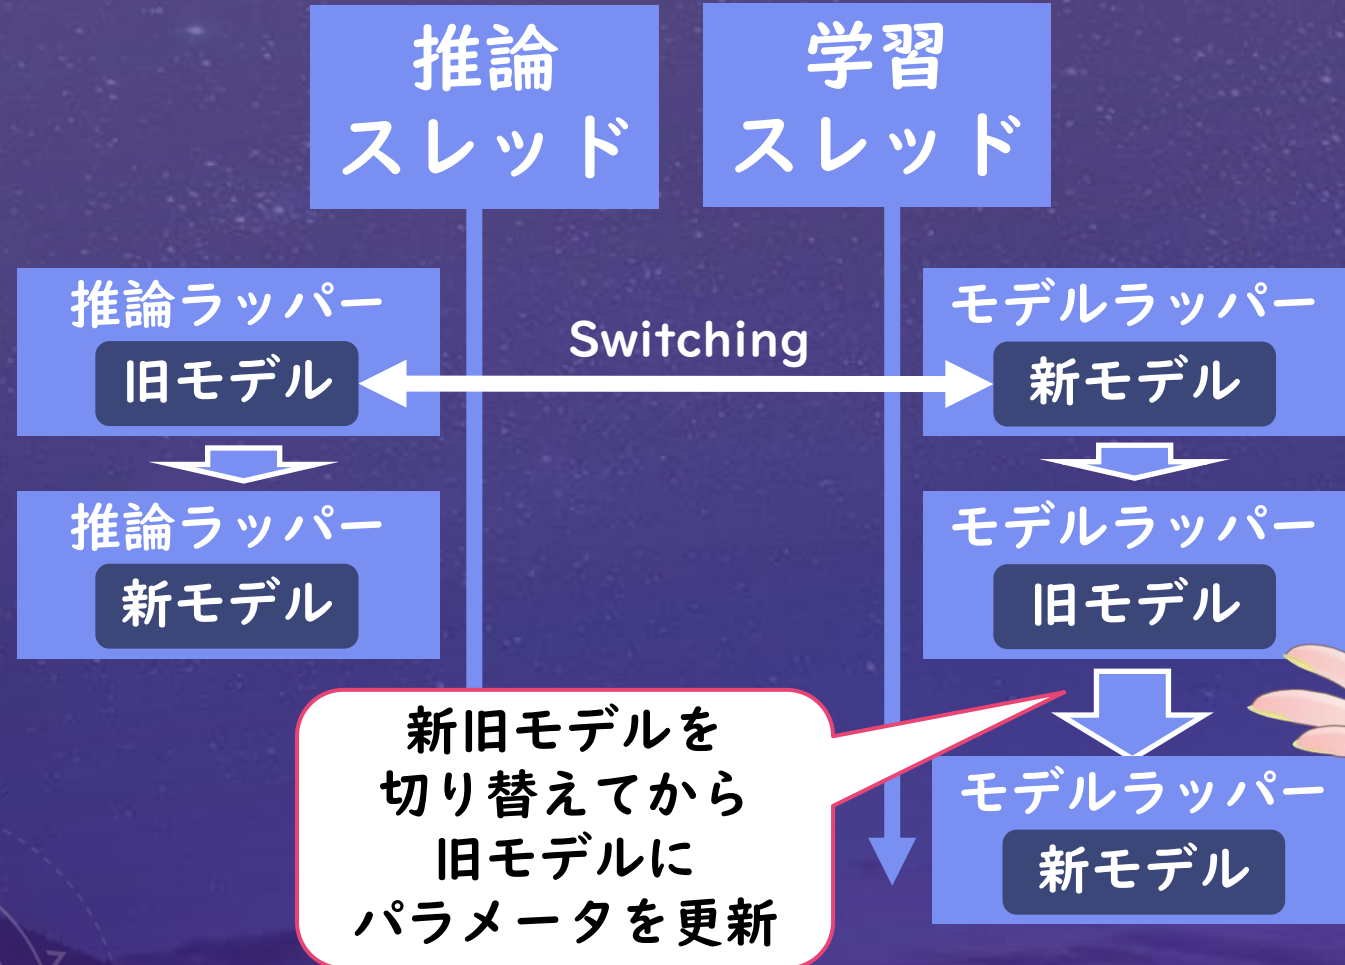 推論
スレッド
学習
スレッド
推論ラッパー
旧モデル
Switching
モデルラッパー
新モデル
推論ラッパー
新モデル
モデルラッパー
旧モデル
新旧モデルを
切り替えてから
旧モデルに
パラメータを更新
モデルラッパー
新モデル